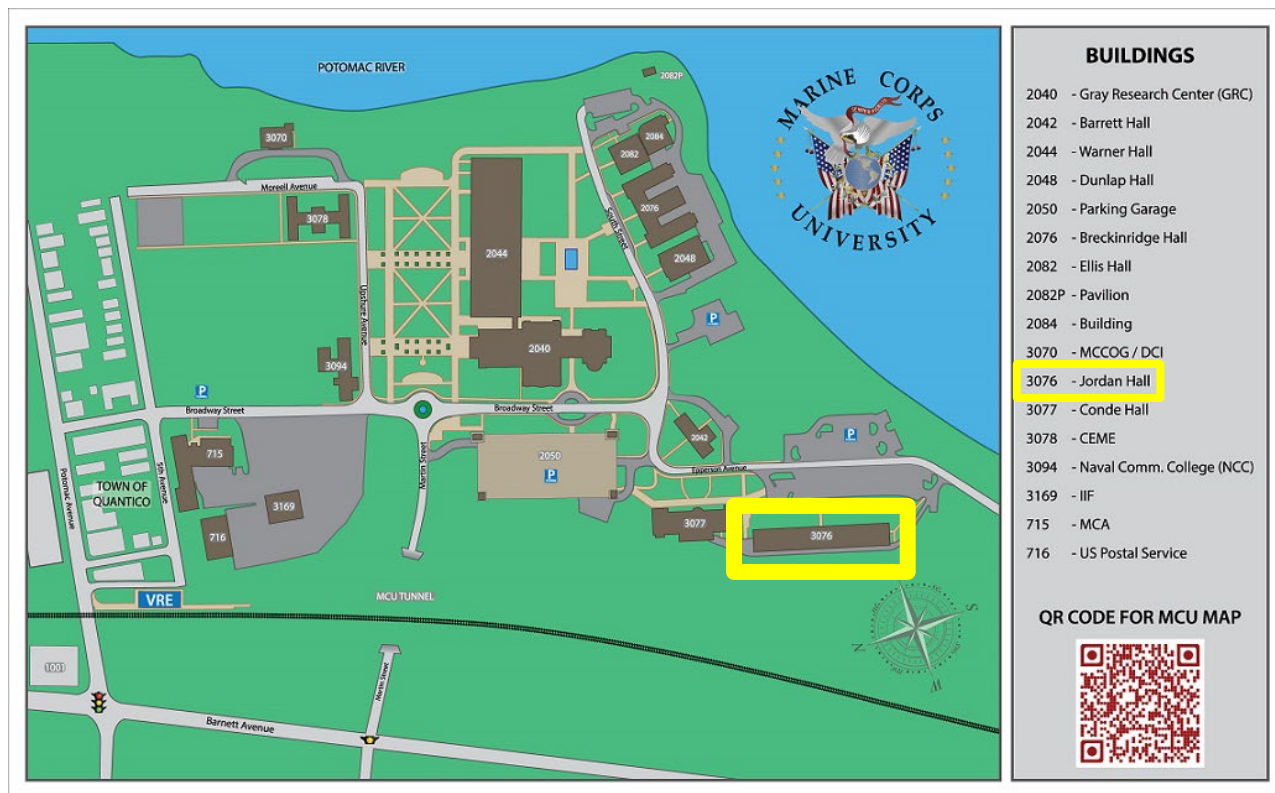 POTOMAC RIVER
2082P
MARINE CORPS
UNIVERSITY
3070
2084
2082
Moreell Avenue
3078
2076
South Street
2044
2048
Upshure Avenue
P
2040
3094
P
Broadway Street
Broadway Street
2042
P
715
Martin Street
2050
P
Epperson Avenue
Potomac Avenue
5th Avenue
TOWN OF
QUANTICO
3169
716
3077
3076
MCU TUNNEL
VRE
S
N
W
1001
Martin Street
Barnett Avenue
BUILDINGS
2040 - Gray Research Center (GRC)
2042 - Barrett Hall
2044 - Warner Hall
2048 - Dunlap Hall
2050 - Parking Garage
2076 - Breckinridge Hall
2082 - Ellis Hall
2082P - Pavilion
2084 - Building
3070 - MCCOG / DCI
3076 - Jordan Hall
3077 - Conde Hall
3078 - CEME
3094 - Naval Comm. College (NCC)
3169 - IIF
715 - MCA
716 - US Postal Service
QR CODE FOR MCU MAP